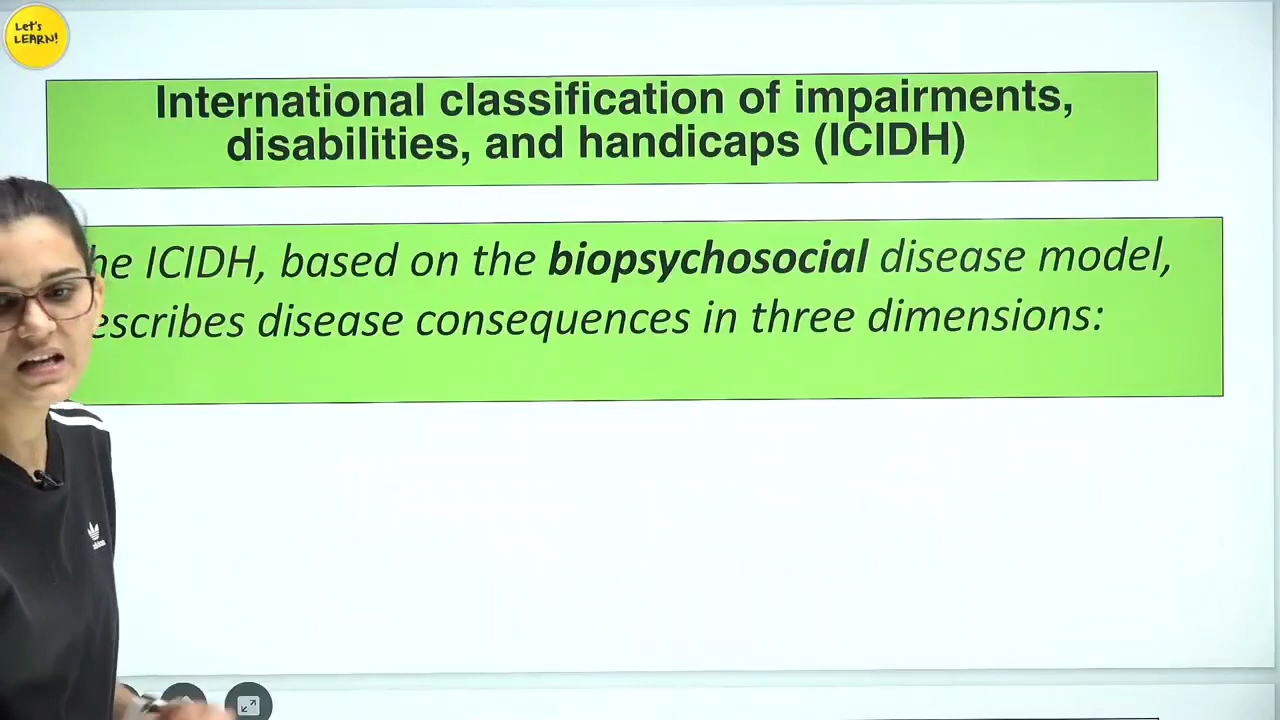 Let's
LEARN!
International classification of impairments,
disabilities, and handicaps (ICIDH)
he ICIDH, based on the biopsychosocial disease model,
escribes disease consequences in three dimensions:
adidas